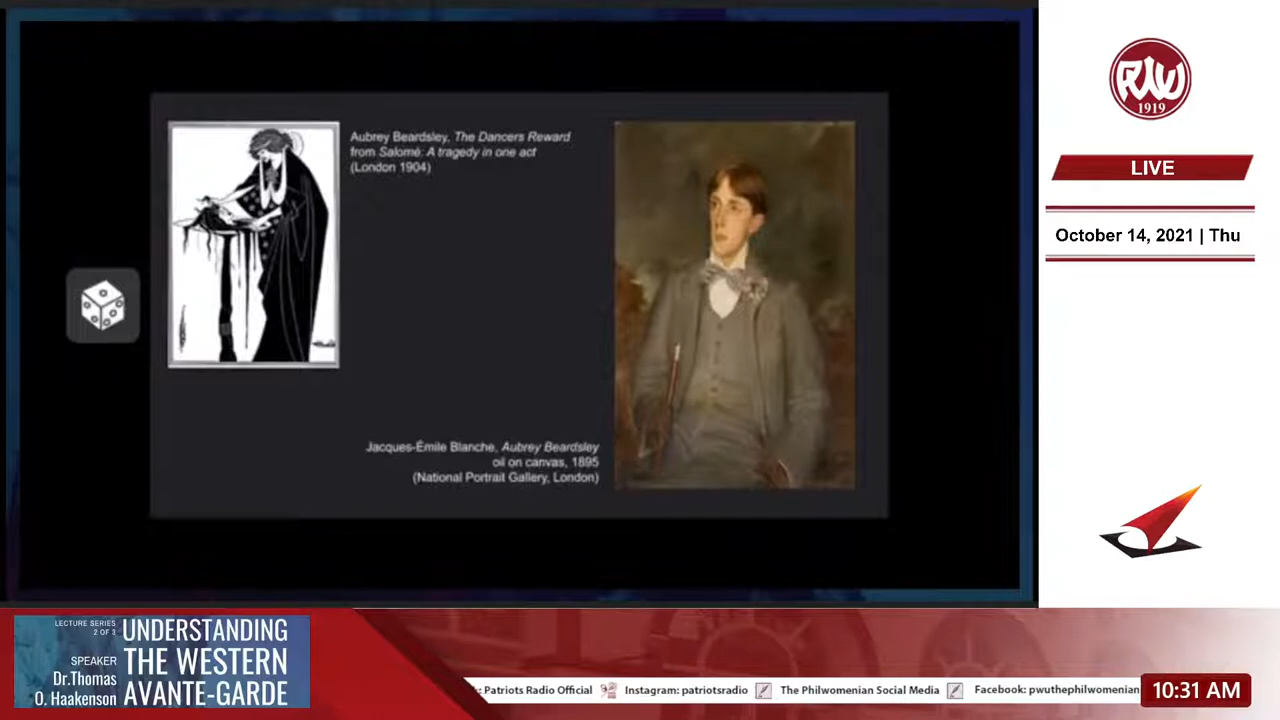 Aubrey Beardsley, The Dancers Reward
from Salomé: A tragedy in one act
(London 1904)
Jacques-Émile Blanche, Aubrey Beardsley
oil on canvas, 1895
(National Portrait Gallery, London)
1919
LIVE
October 14, 2021 | Thu
LECTURE SERIES
2 OF 3
SPEAKER
Dr.Thomas
O. Haakenson
UNDERSTANDING
THE WESTERN
AVANTE-GARDE
: Patriots Radio Official Instagram: patriotsradio The Philwomenian Social Media Facebook: pwuthephilwomenian
10:31 AM